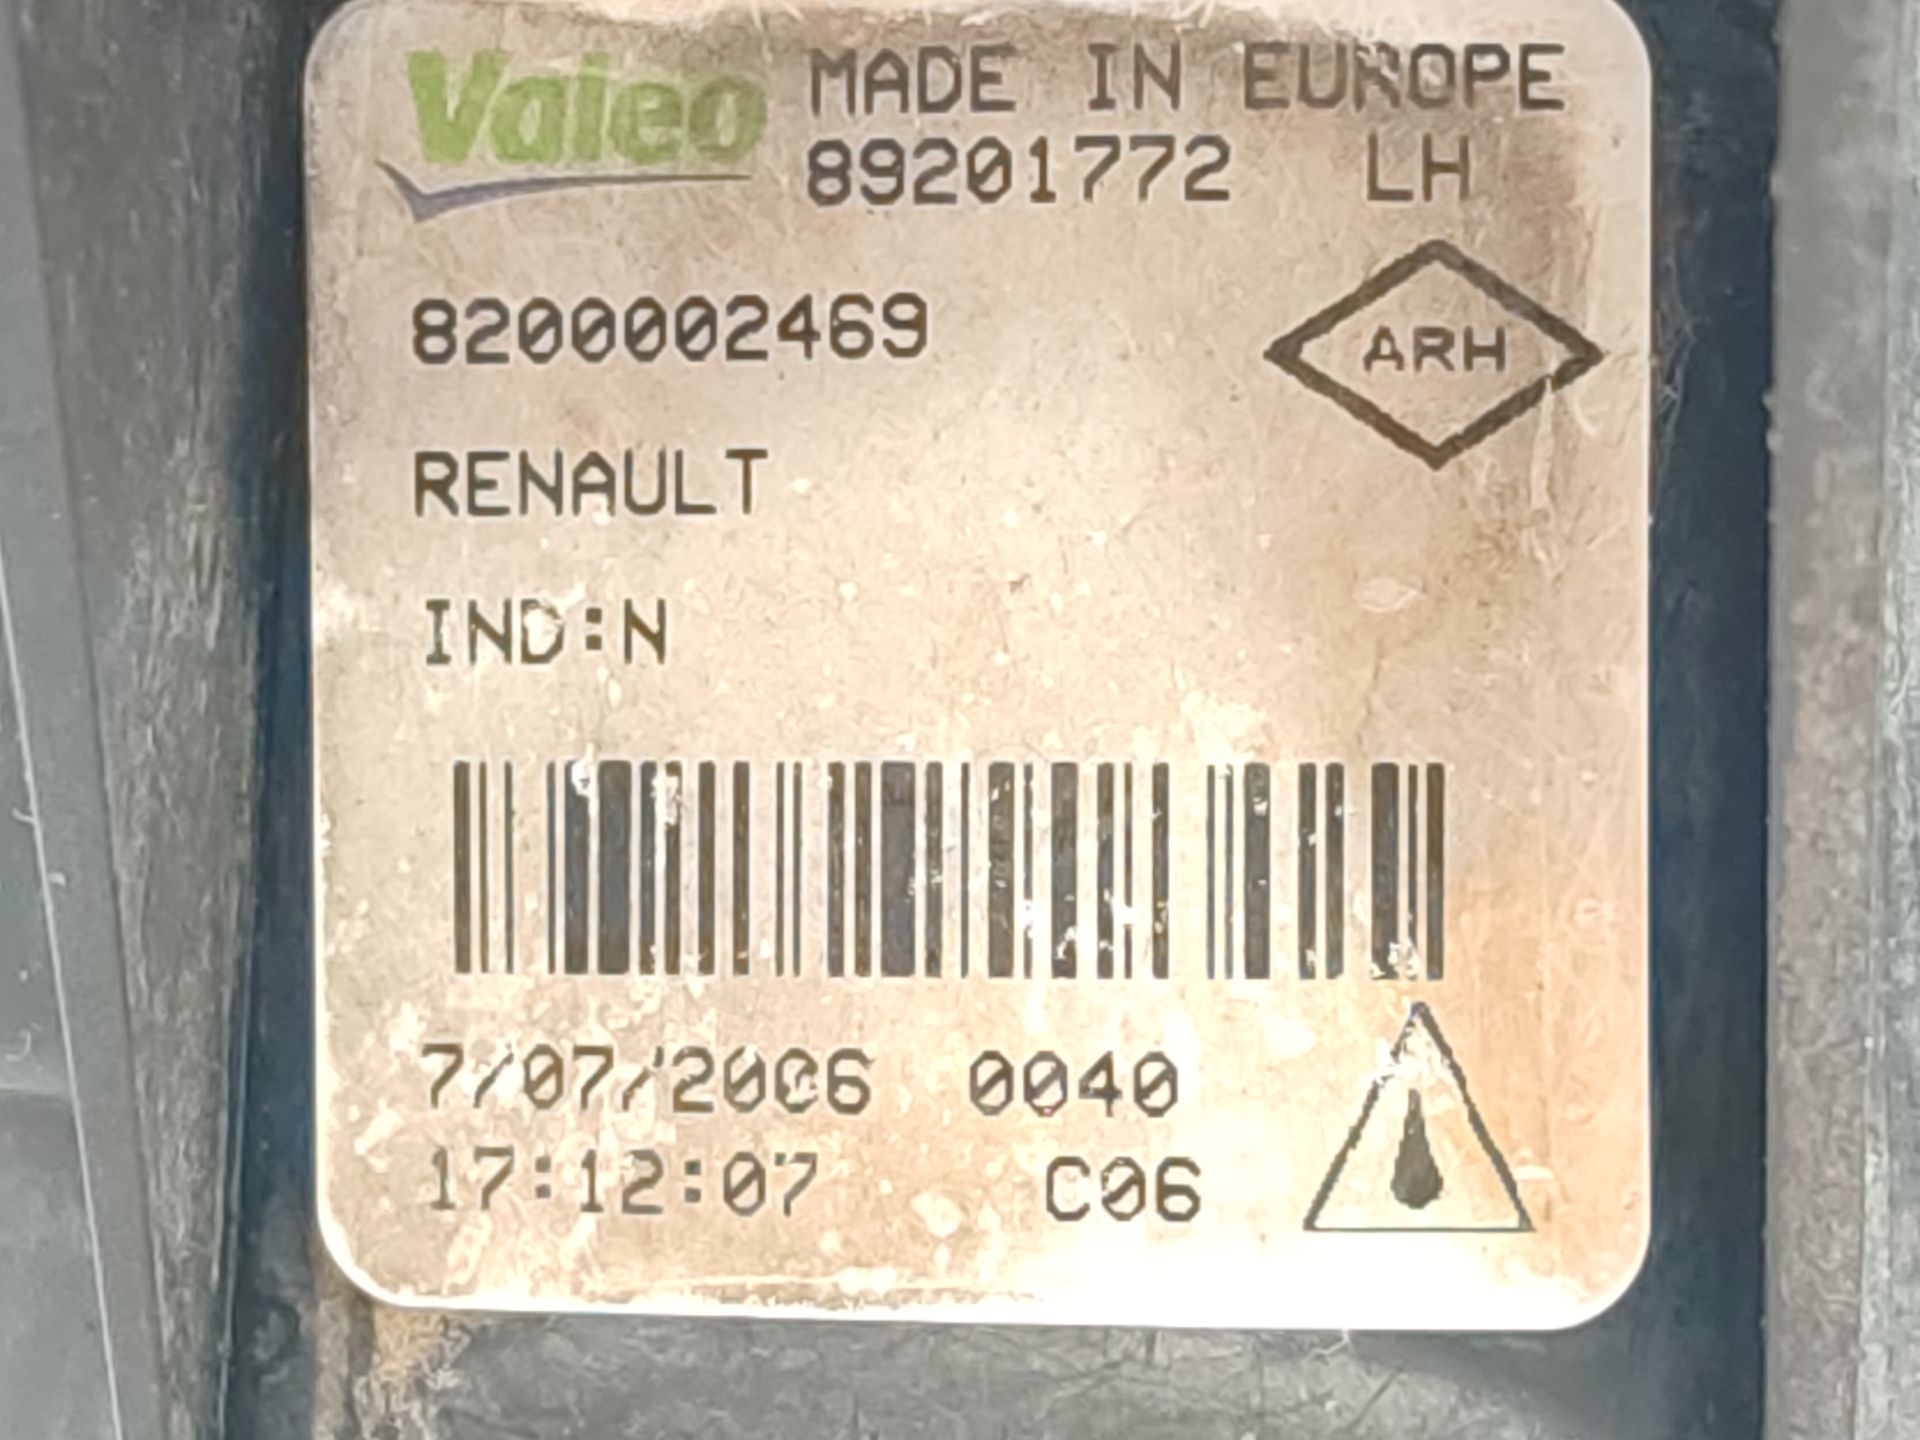 Valeo MADE IN EUROPE
89201772 LH
8200002469
ARH
RENAULT
IND:N
7/07/2006 0040
17:12:07 C06